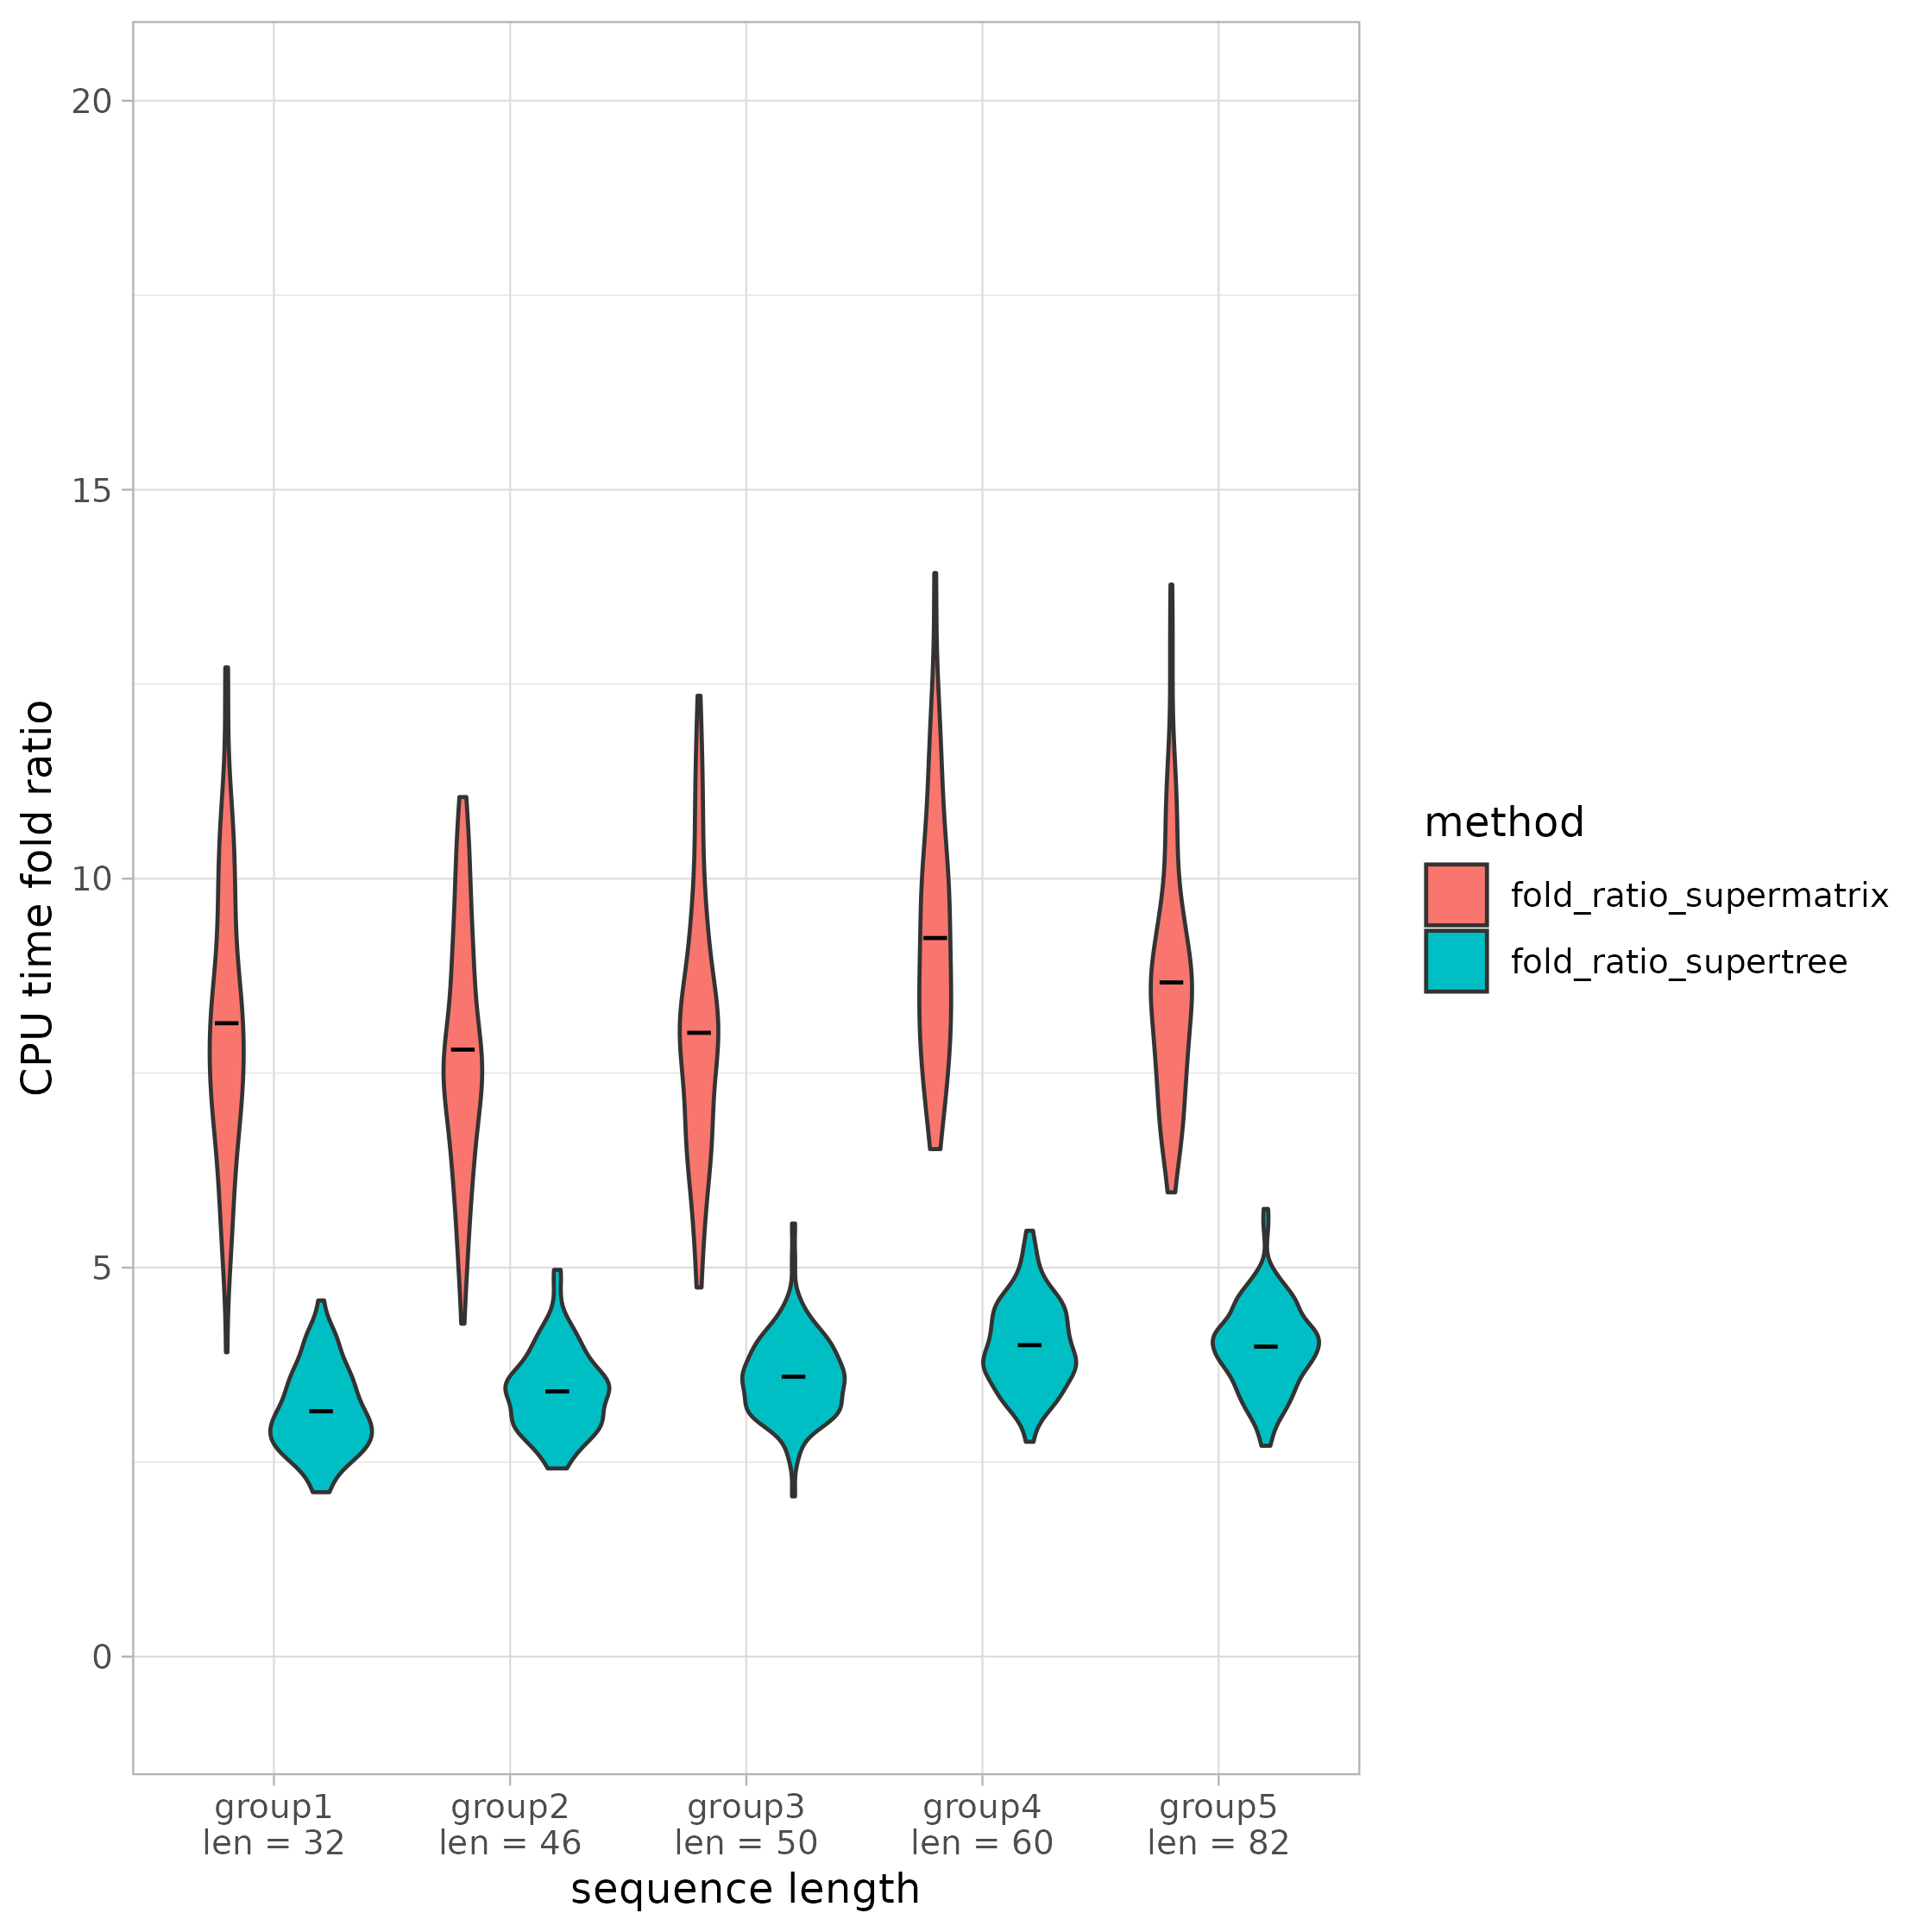 20
15
10
5
0
CPU time fold ratio
group1
len = 32
group2
len = 46
group3
len = 50
group4
len = 60
group5
len = 82
sequence length
method
fold_ratio_supermatrix
fold_ratio_supertree